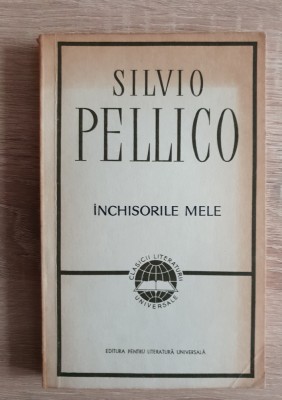 SILVIO
PELLICO
ÎNCHISORILE MELE
CLASICII LITERATURII
UNIVERSALE
EDITURA PENTRU LITERATURĂ UNIVERSALĂ